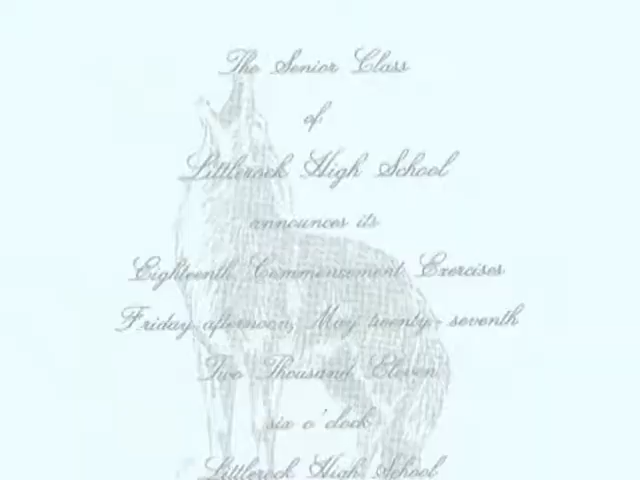 The Senior Class
of
Littlerock High School
announces its
Eighteenth Commencement Exercises
Friday afternoon, May twenty-seventh
Two Thousand Eleven
six o'clock
Littlerock High School